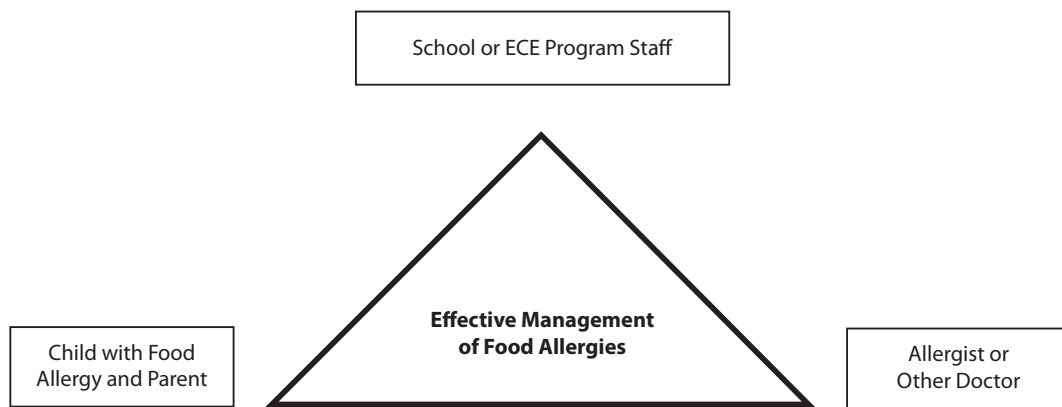 School or ECE Program Staff
Effective Management
of Food Allergies
Child with Food
Allergy and Parent
Allergist or
Other Doctor